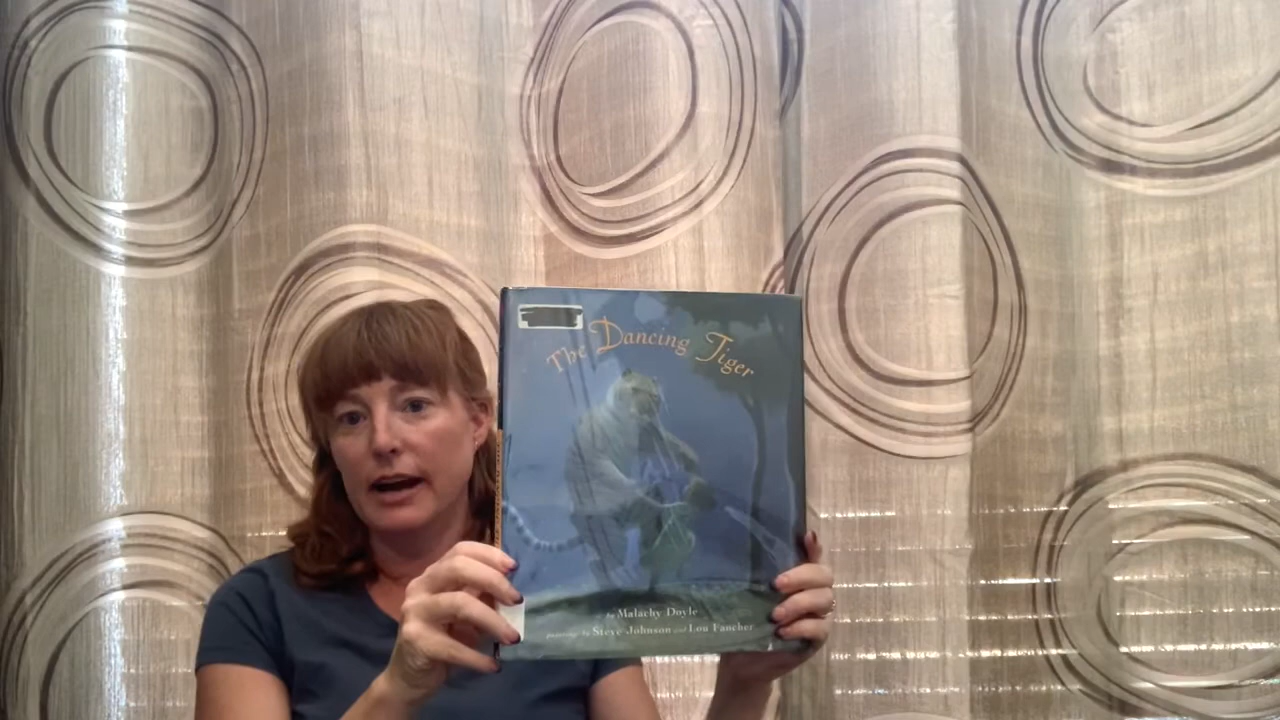 The Dancing Tiger
by Malachy Doyle
paintings by Steve Johnson and Lou Fancher